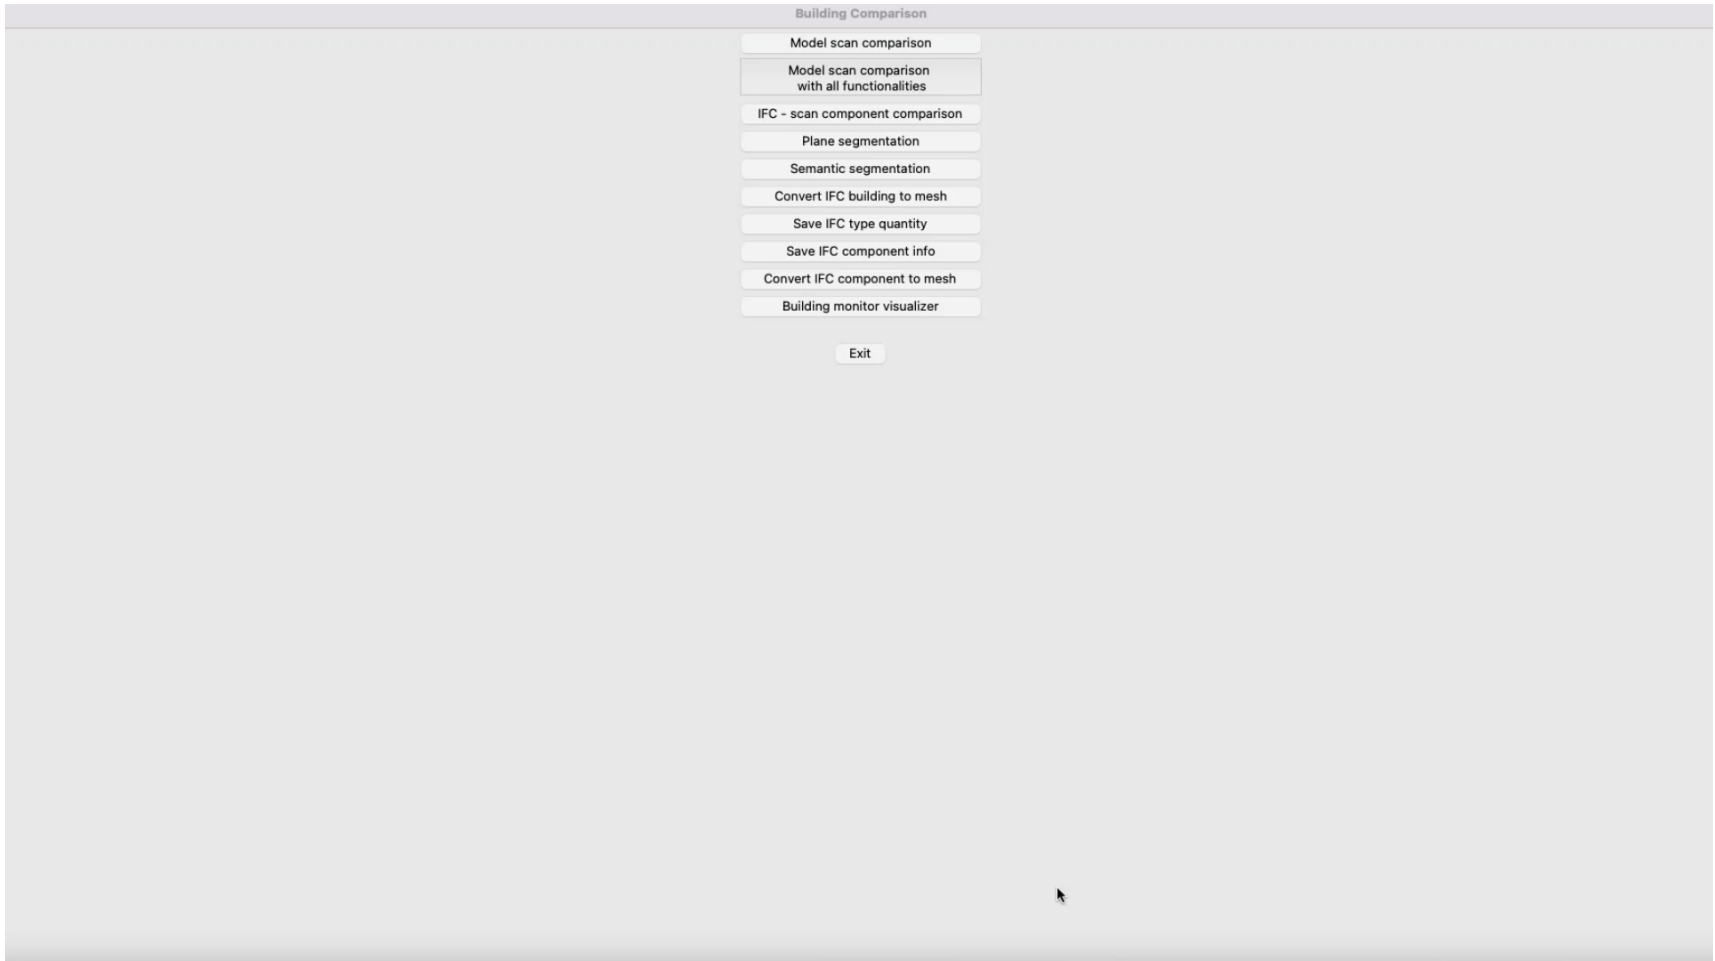 Building Comparison
Model scan comparison
Model scan comparison
with all functionalities
IFC - scan component comparison
Plane segmentation
Semantic segmentation
Convert IFC building to mesh
Save IFC type quantity
Save IFC component info
Convert IFC component to mesh
Building monitor visualizer
Exit